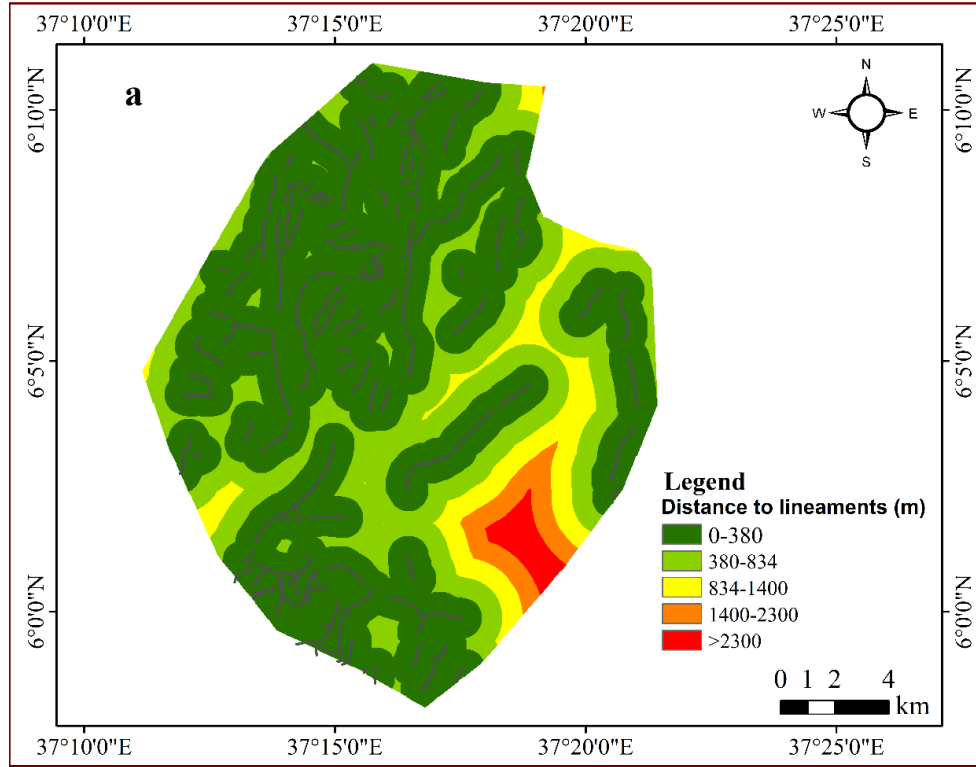 37°10'0"E 37°15'0"E 37°20'0"E 37°25'0"E
a
N
W E
S
6°10'0"N 6°10'0"N
6°5'0"N 6°5'0"N
Legend
Distance to lineaments (m)
0-380
380-834
834-1400
1400-2300
>2300
6°0'0"N 6°0'0"N
0 1 2 4
km
37°10'0"E 37°15'0"E 37°20'0"E 37°25'0"E